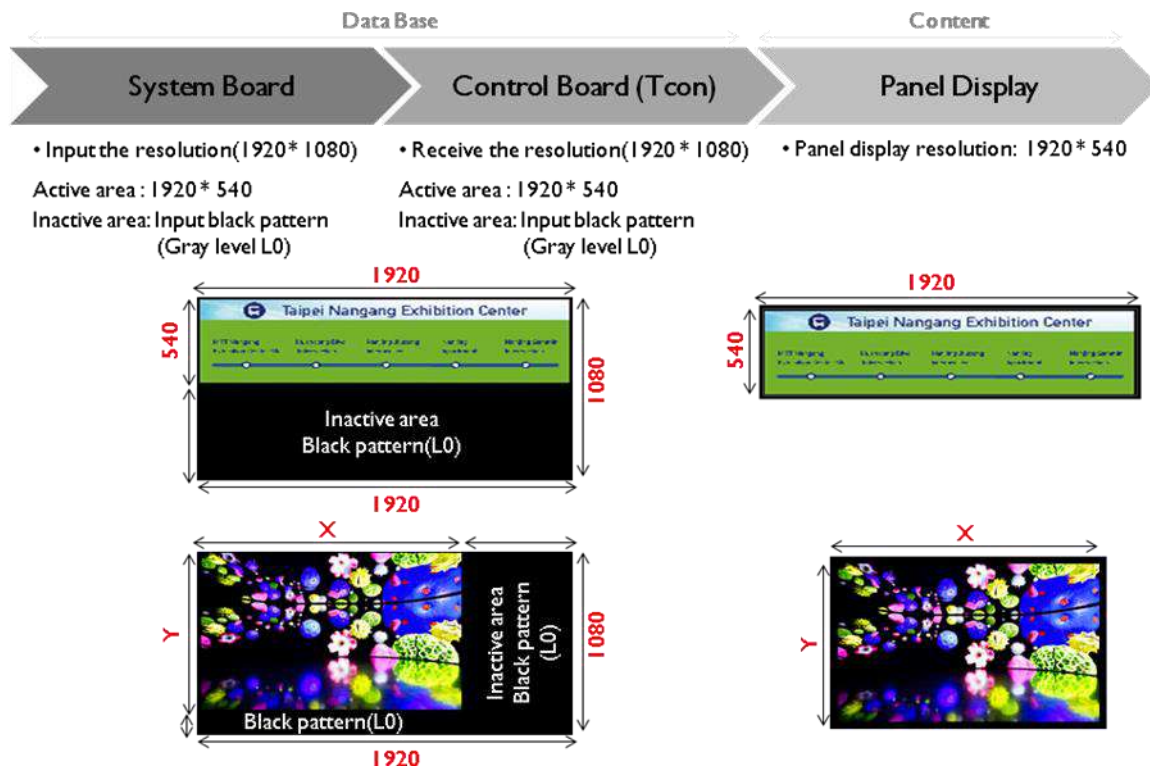 Data Base
Content
System Board
Control Board (Tcon)
Panel Display
• Input the resolution(1920* 1080)
Active area : 1920* 540
Inactive area: Input black pattern
(Gray level L0)
• Receive the resolution(1920* 1080)
Active area : 1920* 540
Inactive area: Input black pattern
(Gray level L0)
• Panel display resolution: 1920* 540
1920
540
Taipei Nangang Exhibition Center
1080
Inactive area
Black pattern(L0)
1920
1920
540
Taipei Nangang Exhibition Center
X
Y
Inactive area
Black pattern
(L0)
1080
Black pattern(L0)
1920
X
Y